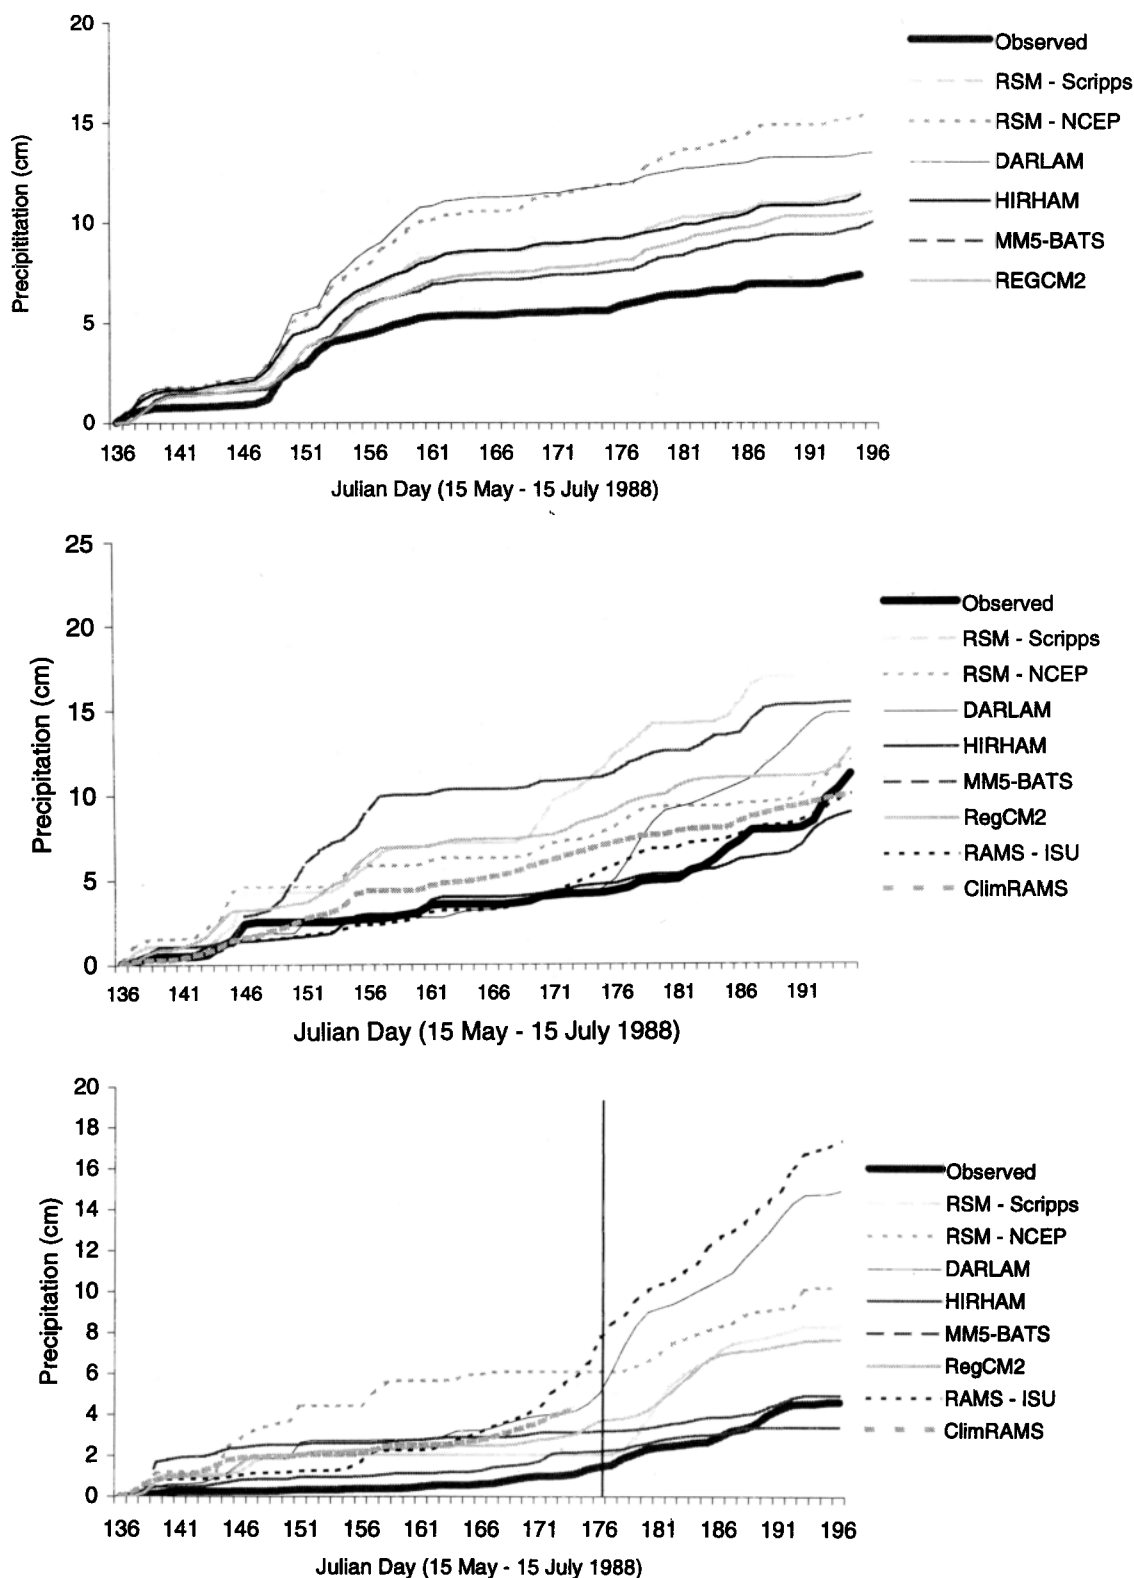 20
15
10
5
0
Precipititation (cm)
136 141 146 151 156 161 166 171 176 181 186 191 196
Julian Day (15 May - 15 July 1988)
Observed
RSM - Scripps
RSM - NCEP
DARLAM
HIRHAM
MM5-BATS
REGCM2
25
20
15
10
5
0
Precipitation (cm)
136 141 146 151 156 161 166 171 176 181 186 191
Julian Day (15 May - 15 July 1988)
Observed
RSM - Scripps
RSM - NCEP
DARLAM
HIRHAM
MM5-BATS
RegCM2
RAMS - ISU
ClimRAMS
20
18
16
14
12
10
8
6
4
2
0
Precipitation (cm)
136 141 146 151 156 161 166 171 176 181 186 191 196
Julian Day (15 May - 15 July 1988)
Observed
RSM - Scripps
RSM - NCEP
DARLAM
HIRHAM
MM5-BATS
RegCM2
RAMS - ISU
ClimRAMS